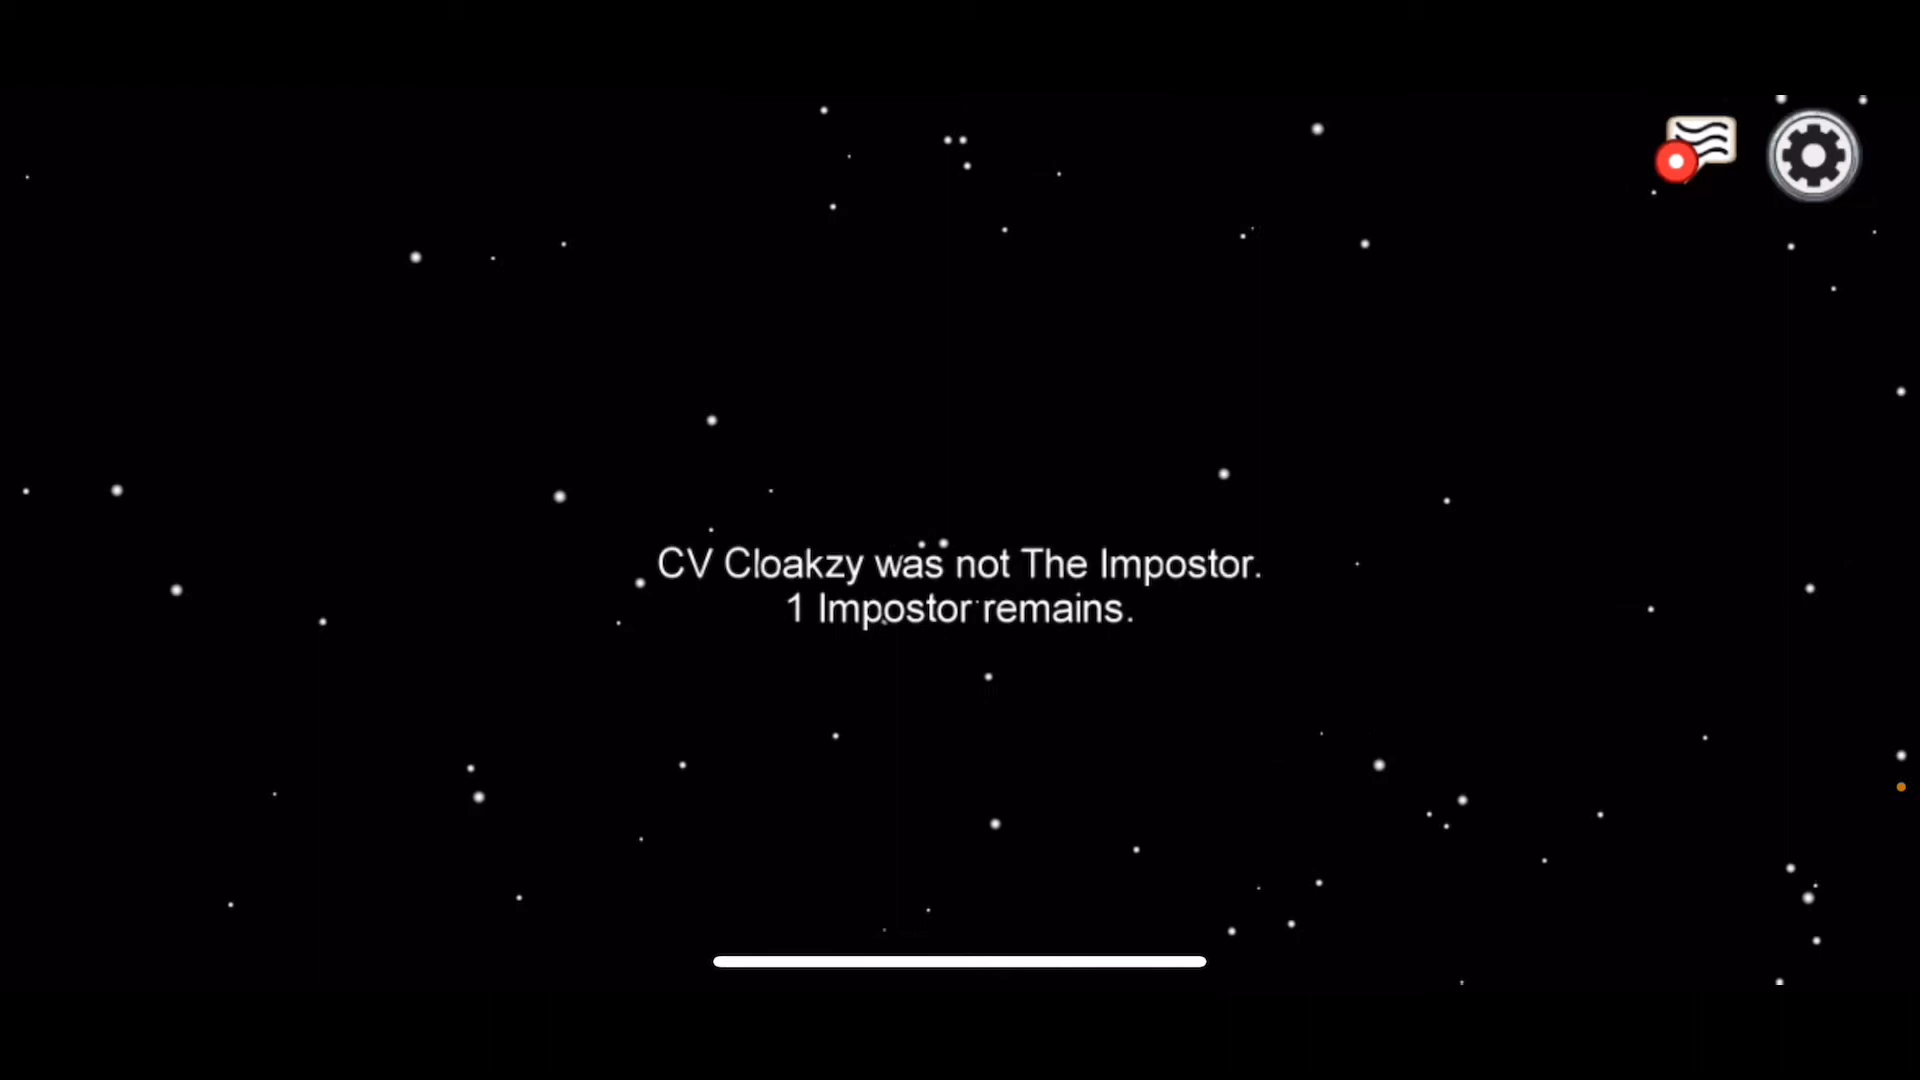 CV Cloakzy was not The Impostor.
1 Impostor remains.